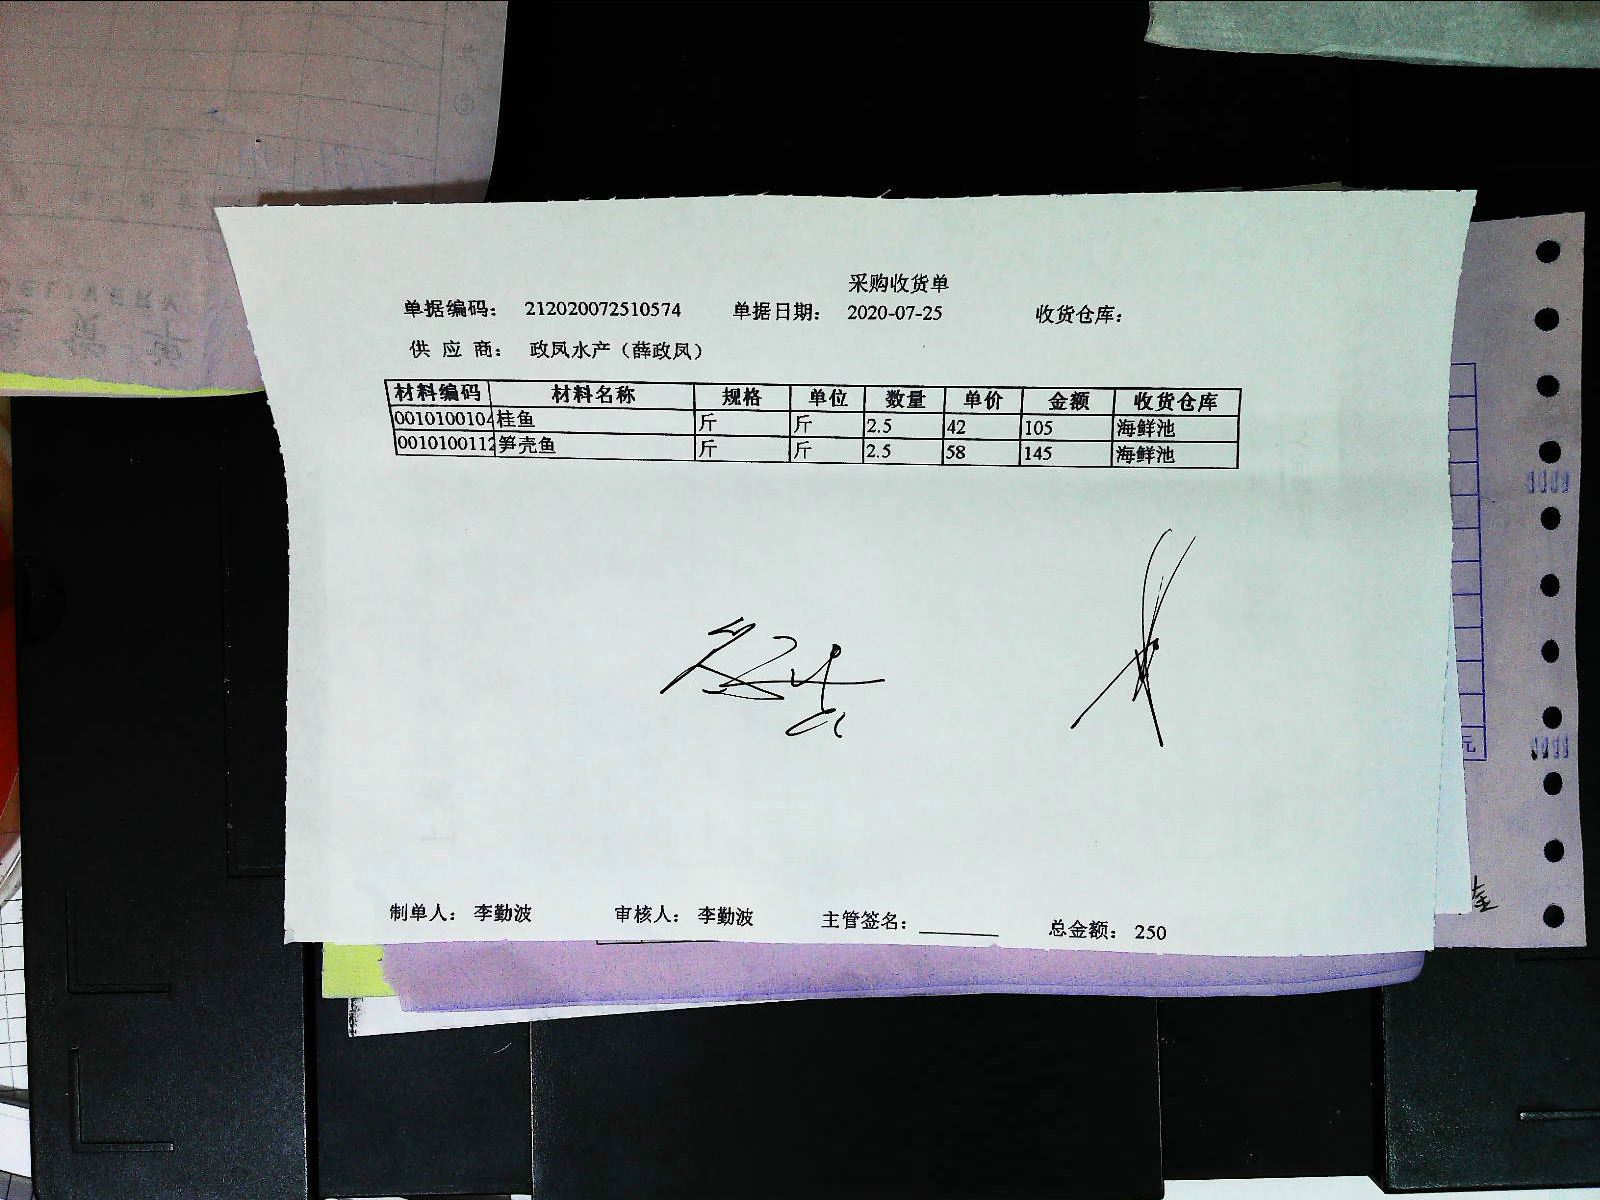 采购收货单
单据编码： 212020072510574 单据日期： 2020-07-25 收货仓库：
供 应 商： 政凤水产（薛政凤）
材料编码 材料名称 规格 单位 数量 单价 金额 收货仓库
0010100104 桂鱼 斤 斤 2.5 42 105 海鲜池
0010100112 笋壳鱼 斤 斤 2.5 58 145 海鲜池
制单人： 李勤波 审核人： 李勤波 主管签名： 总金额： 250
元